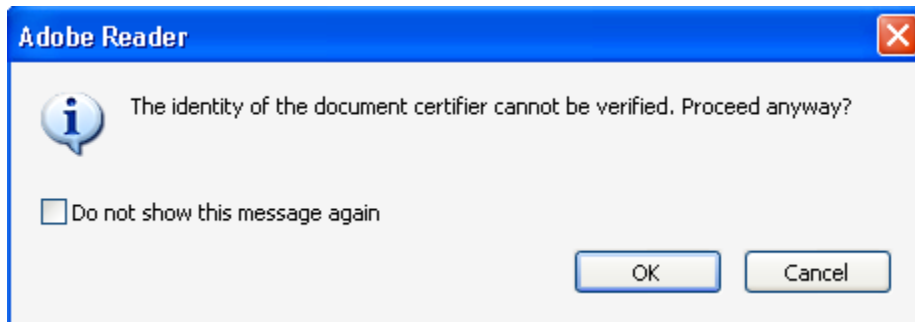 Adobe Reader
The identity of the document certifier cannot be verified. Proceed anyway?
Do not show this message again
OK
Cancel